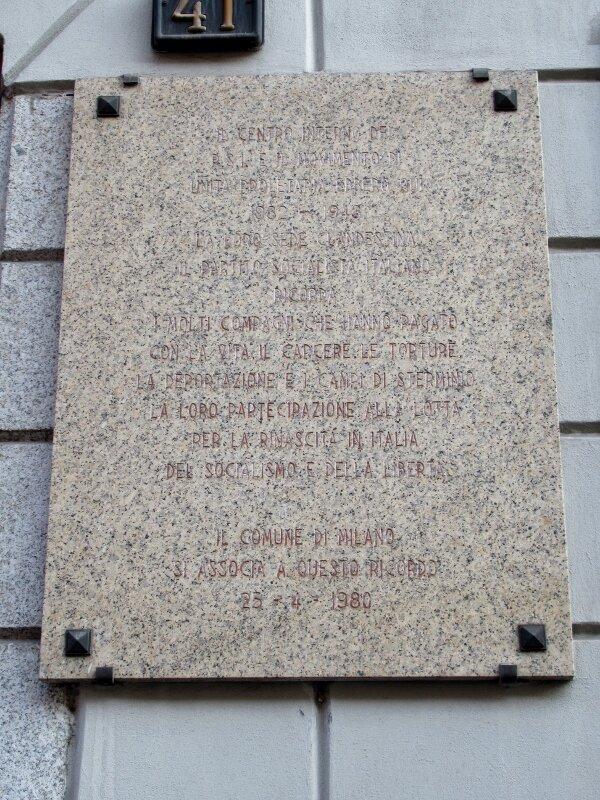 41
IL CENTRO INTERNO DEL
P.S.I. E IL MOVIMENTO DI
UNITÀ PROLETARIA EBBERO QUI
1943
LA LORO SEDE CLANDESTINA
IL PARTITO SOCIALISTA ITALIANO
RICORDA
I MOLTI COMPAGNI CHE HANNO PAGATO
CON LA VITA IL CARCERE LE TORTURE
LA DEPORTAZIONE E I CAMPI DI STERMINIO
LA LORO PARTECIPAZIONE ALLA LOTTA
PER LA RINASCITA IN ITALIA
DEL SOCIALISMO E DELLA LIBERTÀ
IL COMUNE DI MILANO
SI ASSOCIA A QUESTO RICORDO
25 - 4 - 1980